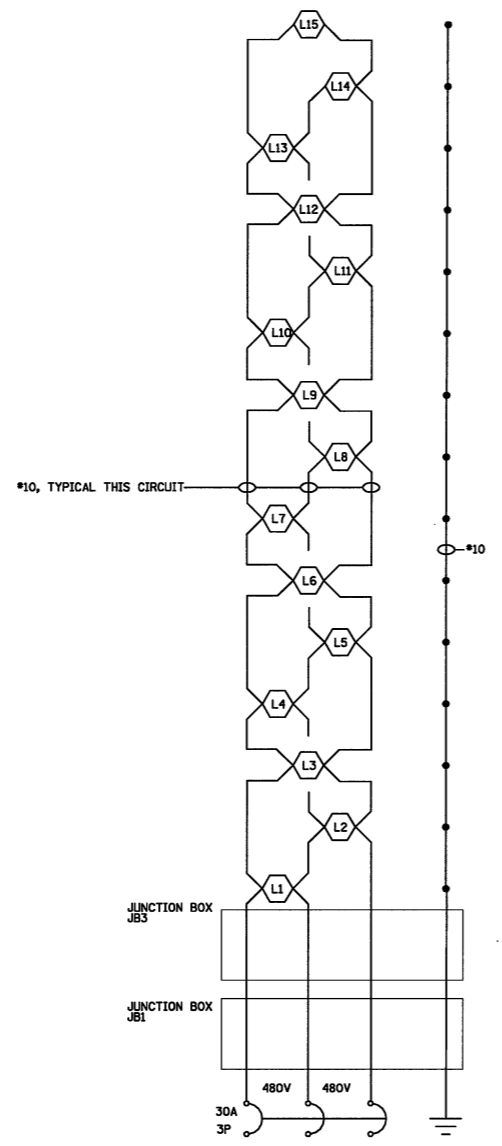 L15
L14
L13
L12
L11
L10
L9
L8
#10, TYPICAL THIS CIRCUIT
L7
#10
L6
L5
L4
L3
L2
L1
JUNCTION BOX
JB3
JUNCTION BOX
JB1
480V 480V
30A
3P